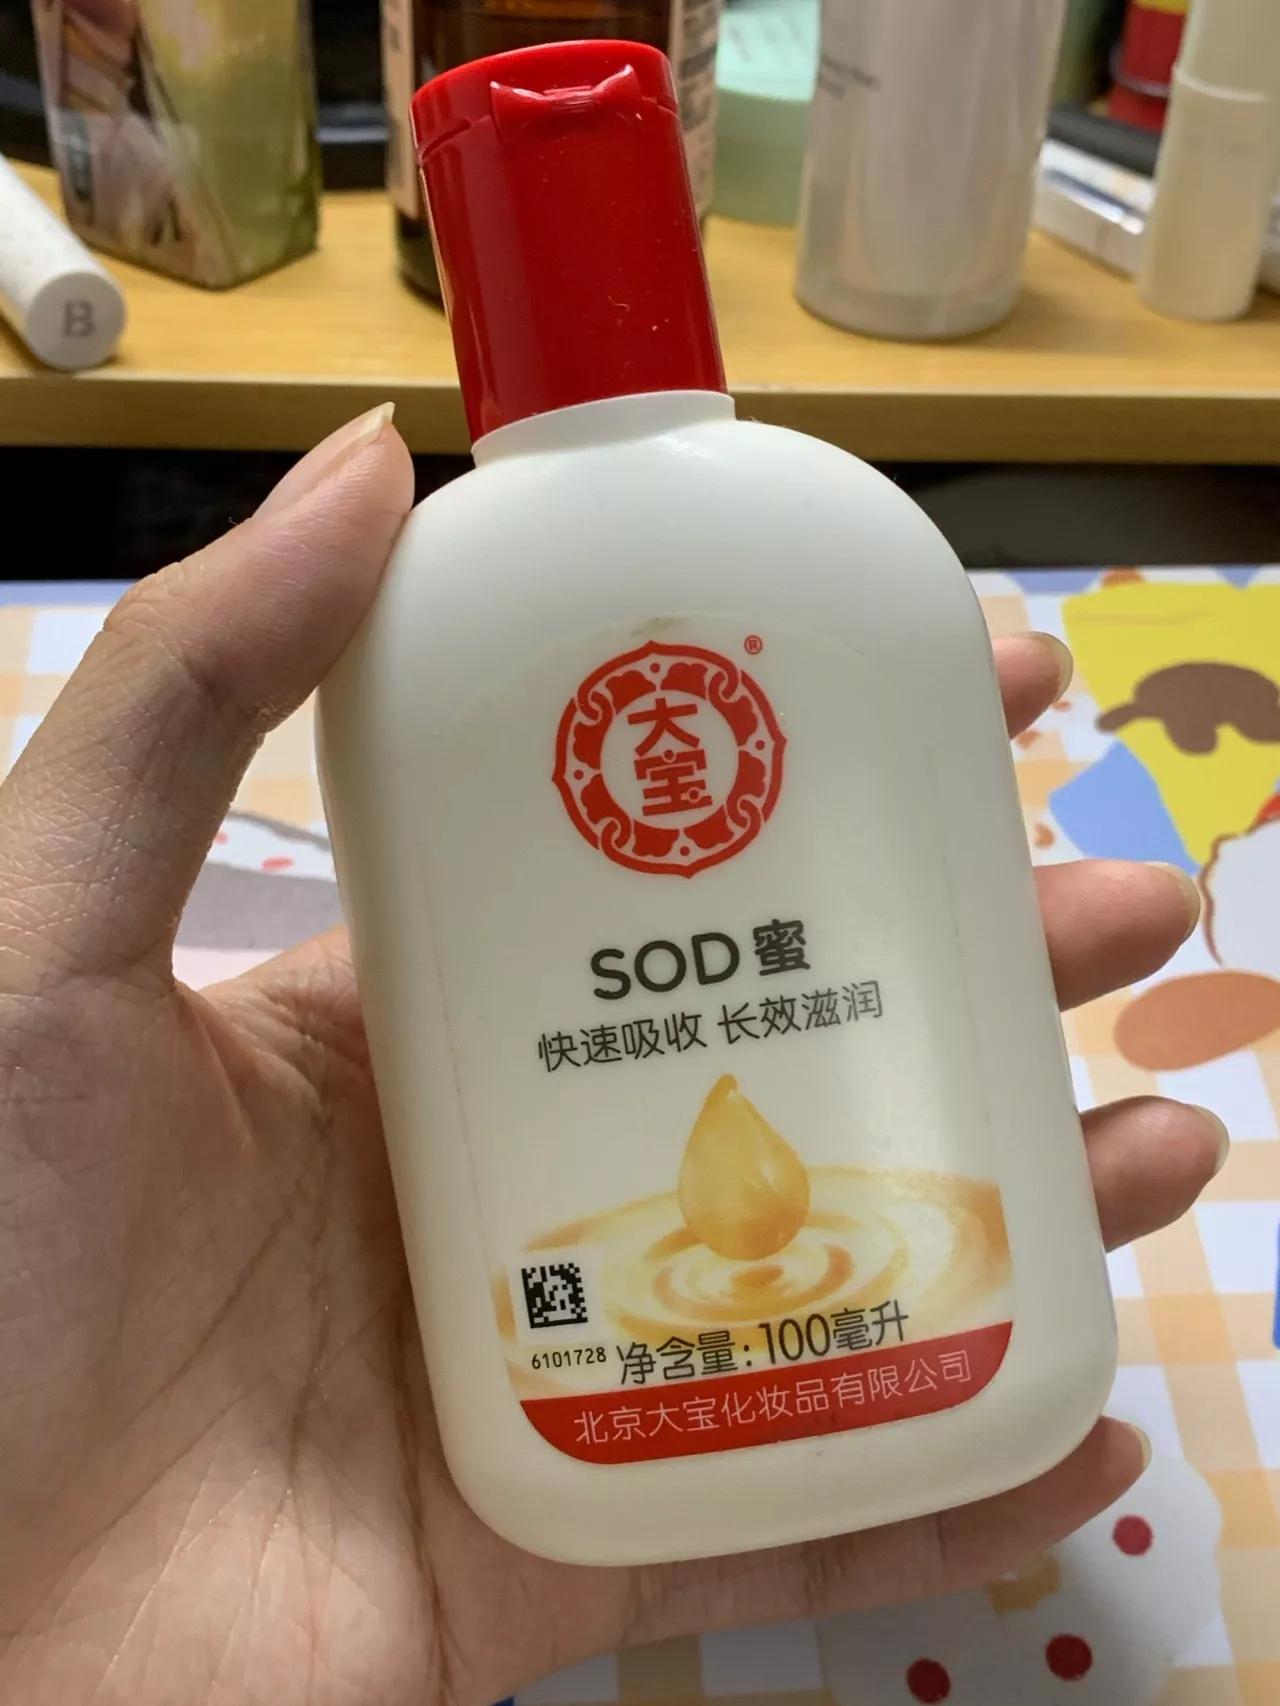 B
®
大
宝
SOD蜜
快速吸收 长效滋润
6101728
净含量:100毫升
北京大宝化妆品有限公司